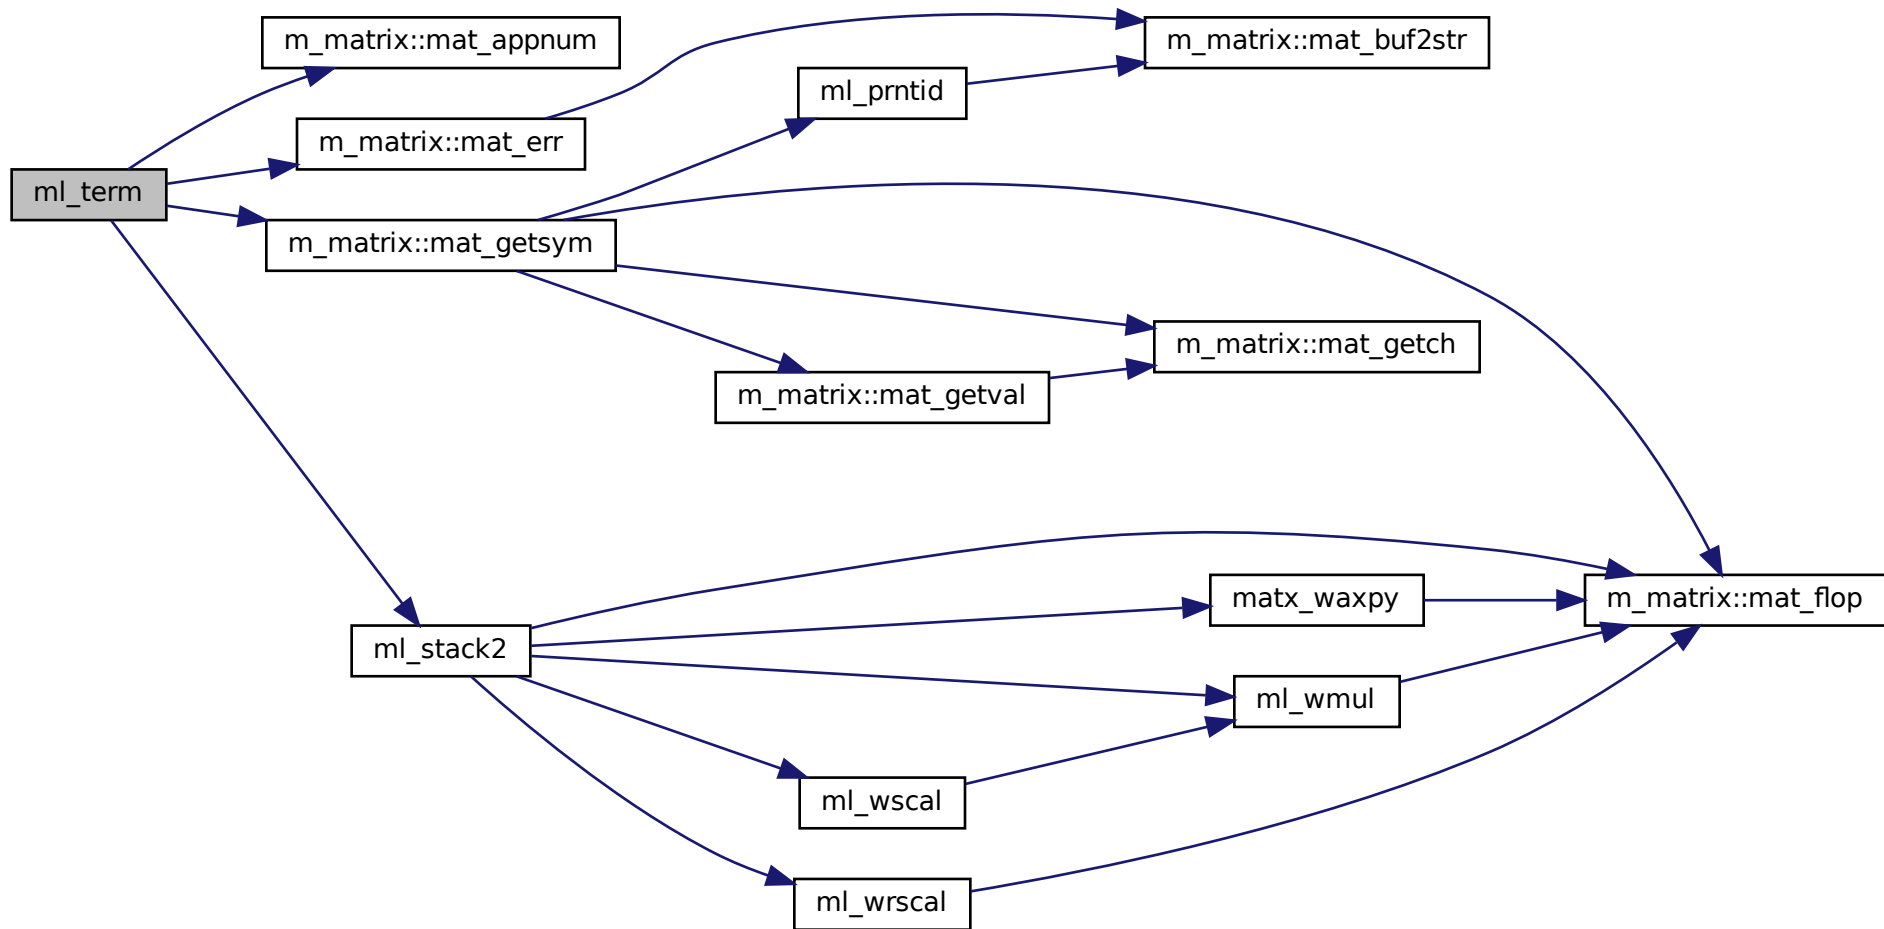 m_matrix::mat_appnum
m_matrix::mat_buf2str
ml_prntid
m_matrix::mat_err
ml_term
m_matrix::mat_getsym
m_matrix::mat_getch
m_matrix::mat_getval
matx_waxpy
m_matrix::mat_flop
ml_stack2
ml_wmul
ml_wscal
ml_wrscal